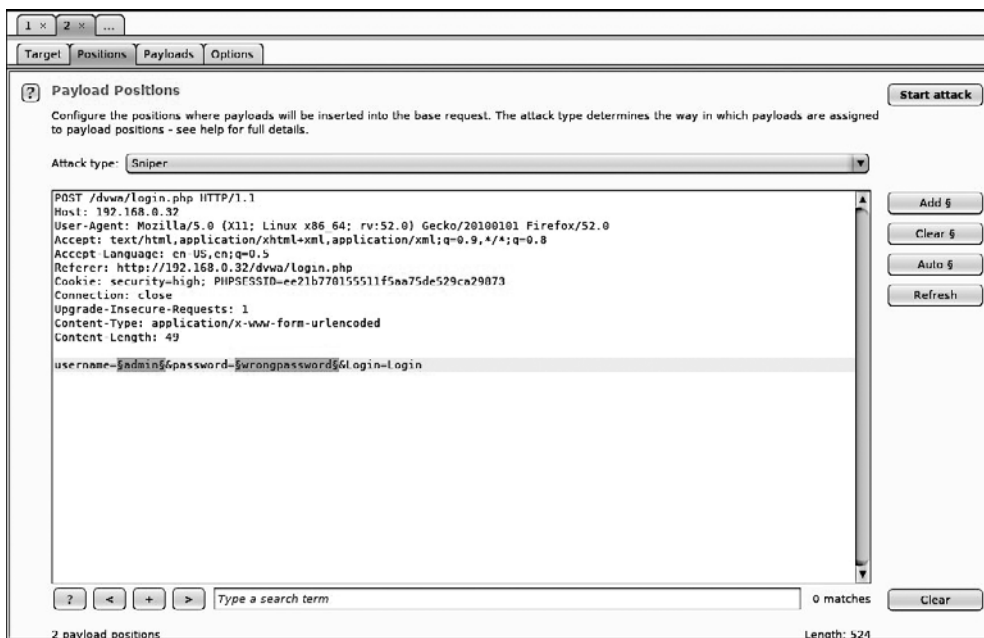 1 × 2 × ...
Target Positions Payloads Options
? Payload Positions
Start attack
Configure the positions where payloads will be inserted into the base request. The attack type determines the way in which payloads are assigned
to payload positions - see help for full details.
Attack type: Sniper
POST /dvwa/login.php HTTP/1.1
Host: 192.168.0.32
User-Agent: Mozilla/5.0 (X11; Linux x86_64; rv:52.0) Gecko/20100101 Firefox/52.0
Accept: text/html,application/xhtml+xml,application/xml;q=0.9,*/*;q=0.8
Accept-Language: en-US,en;q=0.5
Referer: http://192.168.0.32/dvwa/login.php
Cookie: security=high; PHPSESSID=ee21b770155511f5aa75de529ca29873
Connection: close
Upgrade-Insecure-Requests: 1
Content-Type: application/x-www-form-urlencoded
Content-Length: 49
username=§admin§&password=§wrongpassword§&Login=Login
Add §
Clear §
Auto §
Refresh
? < + > Type a search term
0 matches
Clear
2 payload positions
Length: 524